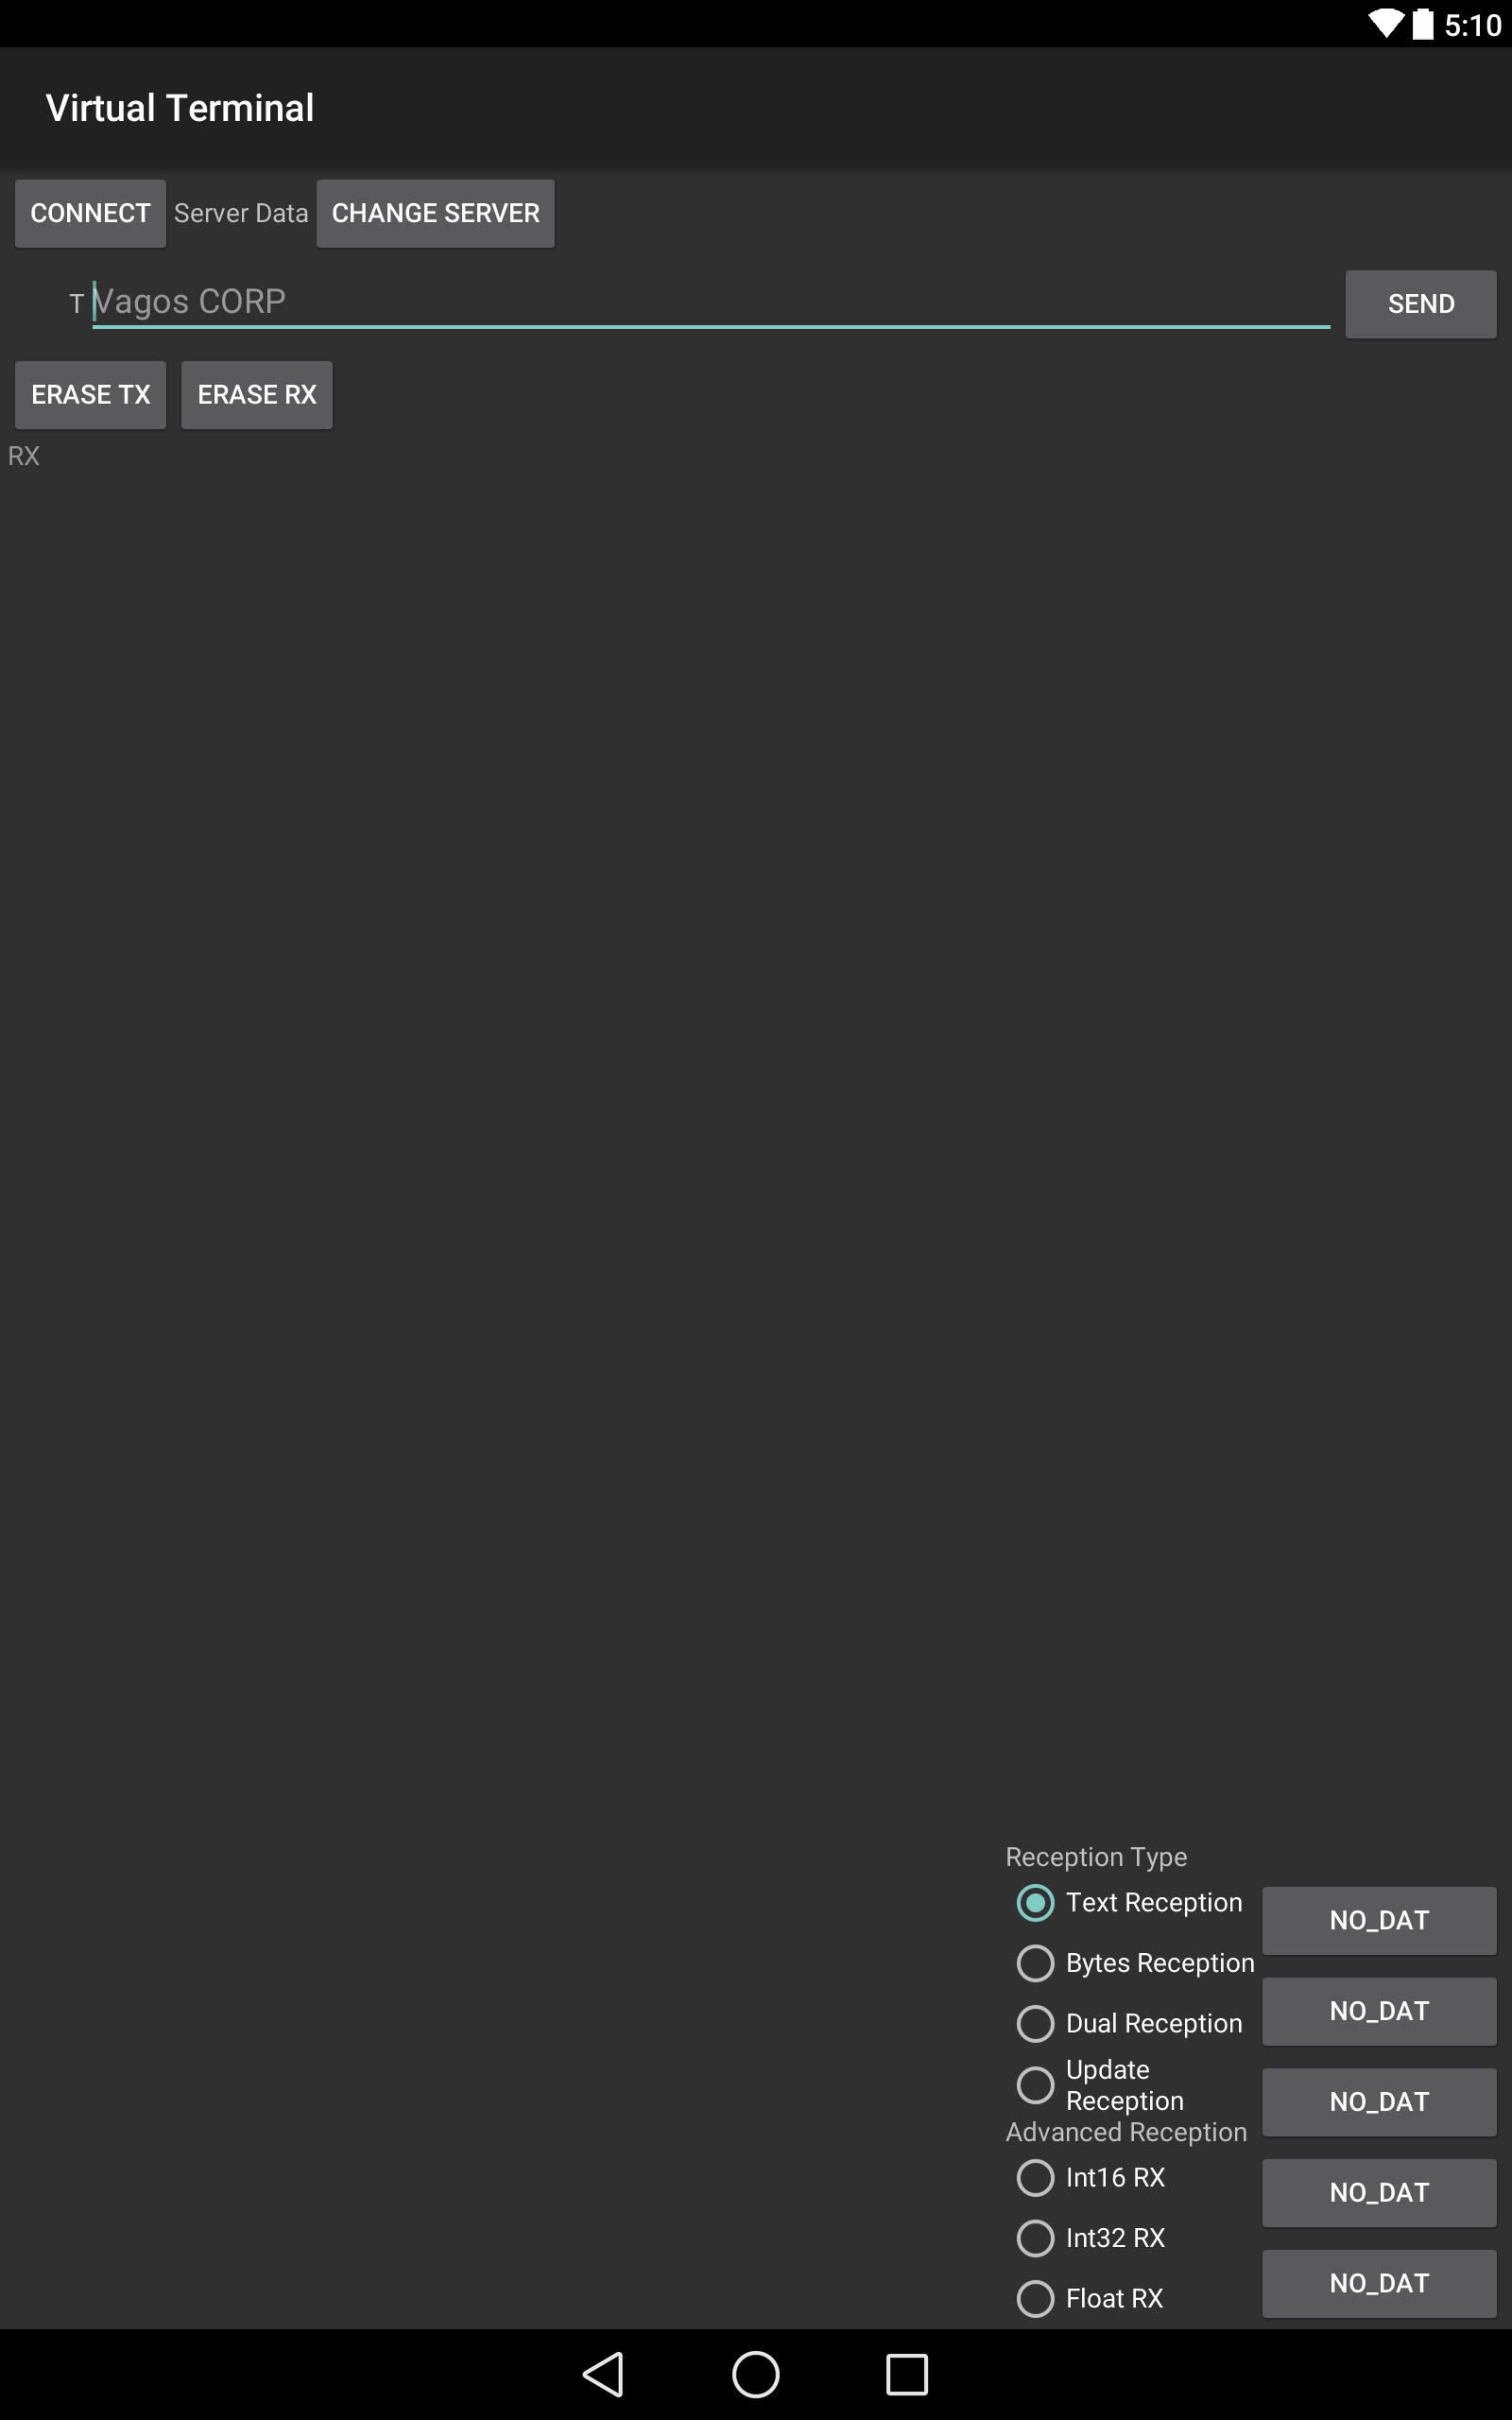 5:10
Virtual Terminal
CONNECT Server Data CHANGE SERVER
T Vagos CORP SEND
ERASE TX ERASE RX
RX
Reception Type
Text Reception NO_DAT
Bytes Reception
Dual Reception NO_DAT
Update
Reception NO_DAT
Advanced Reception
Int16 RX NO_DAT
Int32 RX
Float RX NO_DAT